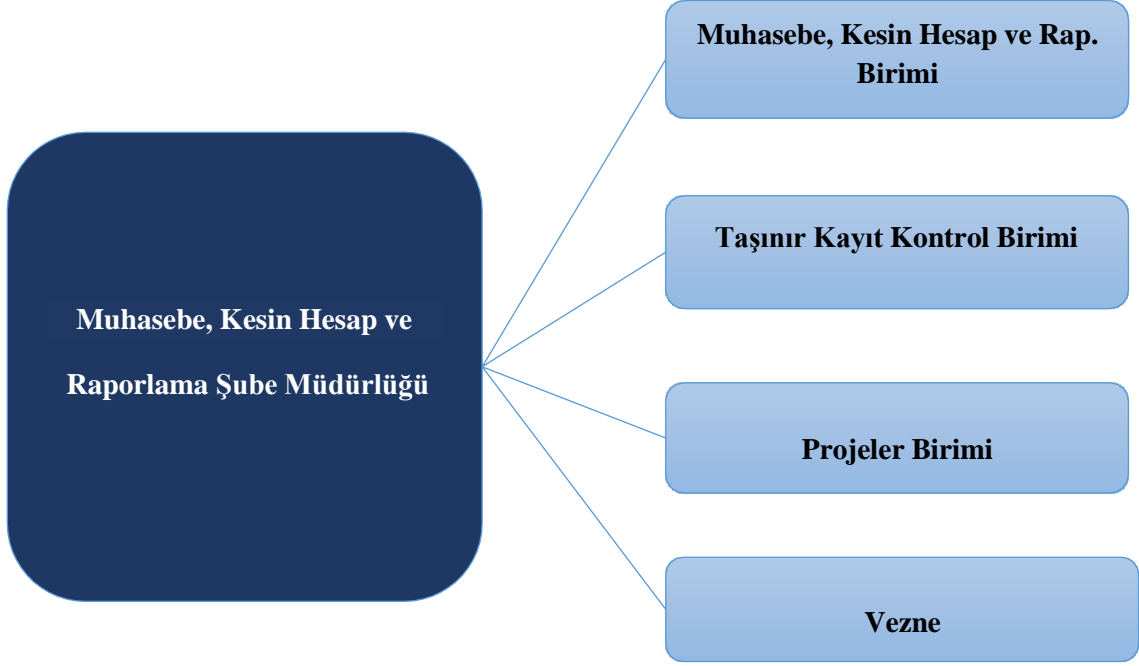 Muhasebe, Kesin Hesap ve
Raporlama Şube Müdürlüğü
Muhasebe, Kesin Hesap ve Rap.
Birimi
Taşınır Kayıt Kontrol Birimi
Projeler Birimi
Vezne